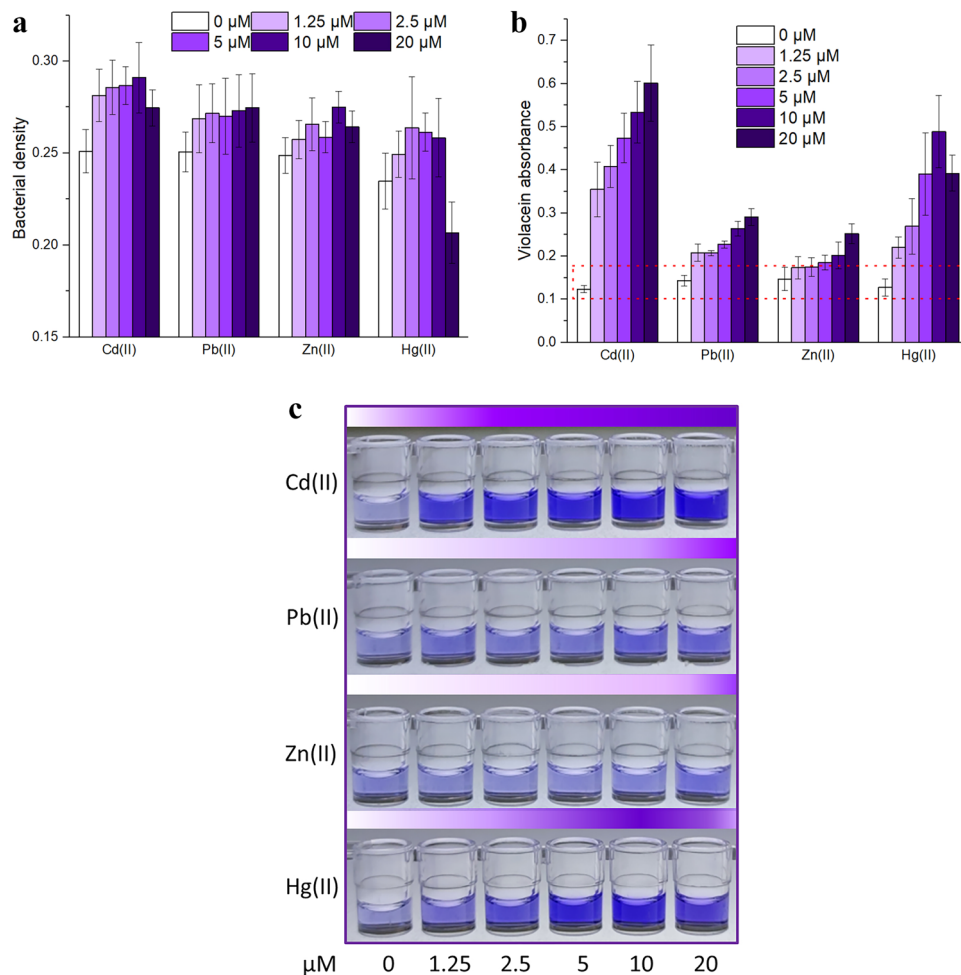 a
0 µM 1.25 µM 2.5 µM
5 µM 10 µM 20 µM
0.30
0.25
0.20
0.15
Bacterial density
Cd(II) Pb(II) Zn(II) Hg(II)
b
0 µM
1.25 µM
2.5 µM
5 µM
10 µM
20 µM
0.7
0.6
0.5
0.4
0.3
0.2
0.1
0.0
Violacein absorbance
Cd(II) Pb(II) Zn(II) Hg(II)
c
Cd(II)
Pb(II)
Zn(II)
Hg(II)
µM 0 1.25 2.5 5 10 20